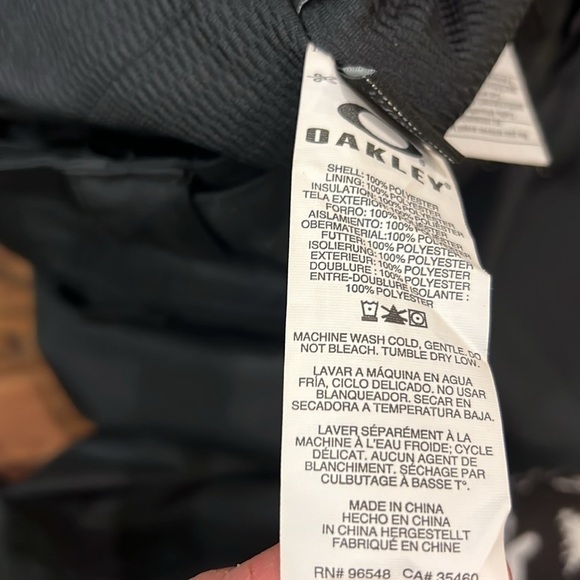 OAKLEY
SHELL: 100% POLYESTER
LINING: 100% POLYESTER
INSULATION: 100% POLYESTER
TELA EXTERIOR: 100% POLYESTER
FORRO: 100% POLYESTER
AISLAMIENTO: 100% POLYESTER
OBERMATERIAL:100% POLYESTER
FUTTER: 100% POLYESTER
ISOLIERUNG: 100% POLYESTER
EXTERIEUR: 100% POLYESTER
DOUBLURE : 100% POLYESTER
ENTRE-DOUBLURE ISOLANTE :
100% POLYESTER
MACHINE WASH COLD, GENTLE. DO
NOT BLEACH. TUMBLE DRY LOW.
LAVAR A MÁQUINA EN AGUA
FRÍA, CICLO DELICADO. NO USAR
BLANQUEADOR. SECAR EN
SECADORA A TEMPERATURA BAJA.
LAVER SÉPARÉMENT À LA
MACHINE À L'EAU FROIDE; CYCLE
DÉLICAT. AUCUN AGENT DE
BLANCHIMENT. SÉCHAGE PAR
CULBUTAGE À BASSE T°.
MADE IN CHINA
HECHO EN CHINA
IN CHINA HERGESTELLT
FABRIQUÉ EN CHINE
RN# 96548 CA# 35460